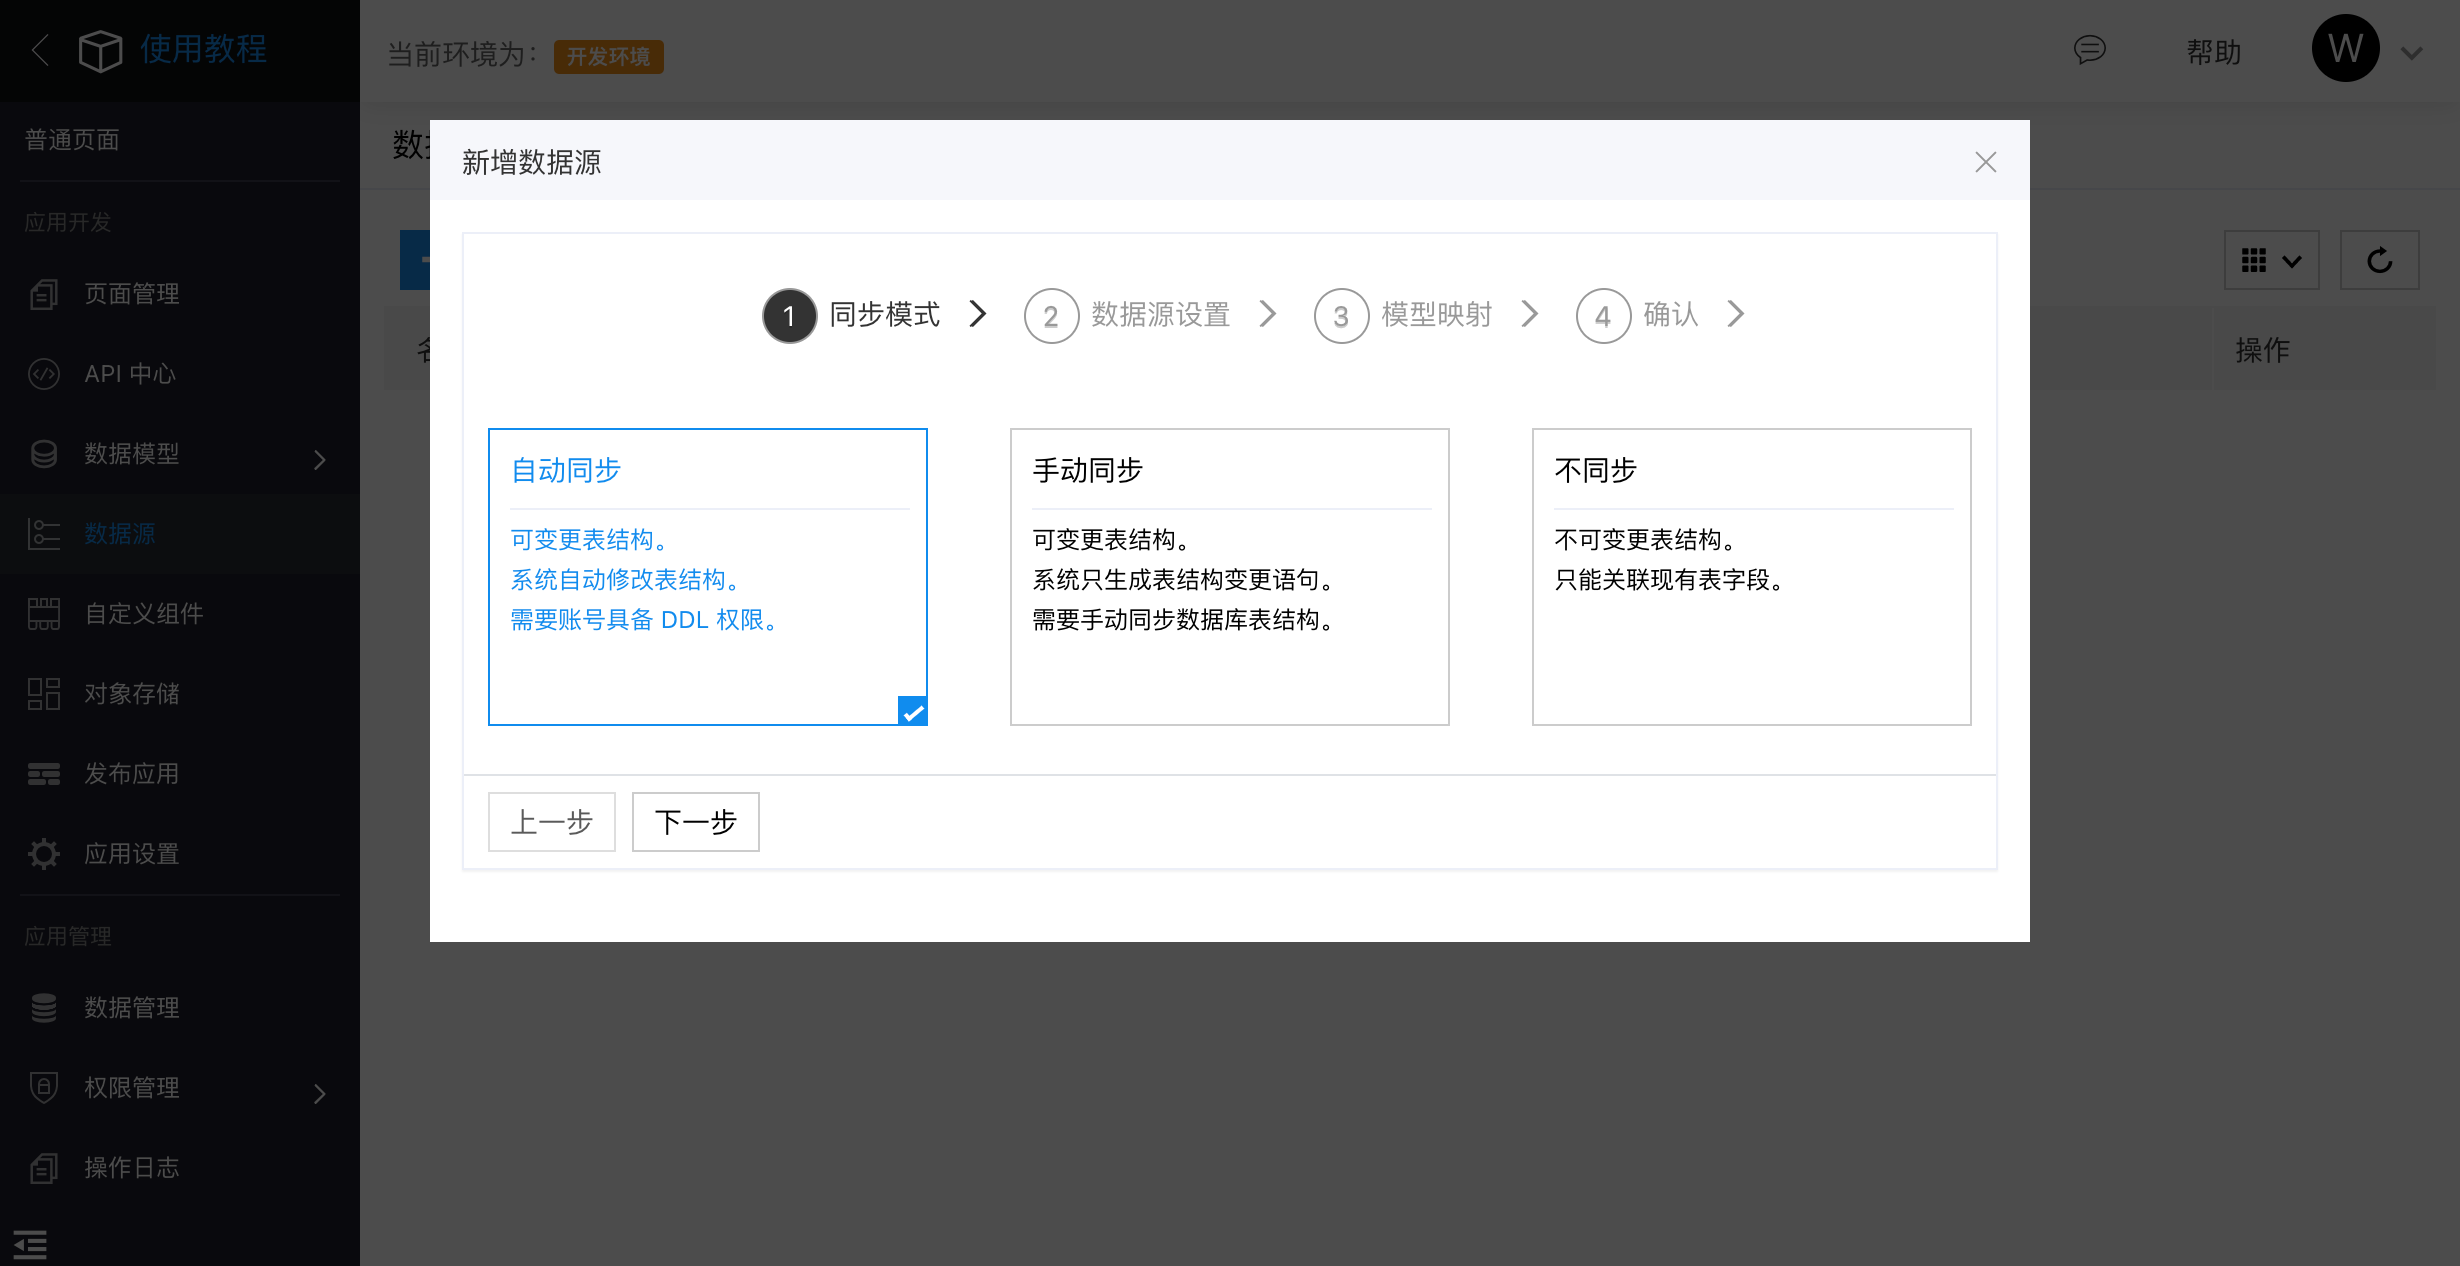 使用教程
当前环境为：
开发环境
帮助
W
普通页面
应用开发
页面管理
API 中心
数据模型
数据源
自定义组件
对象存储
发布应用
应用设置
应用管理
数据管理
权限管理
操作日志
操作
新增数据源
1 同步模式
2 数据源设置
3 模型映射
4 确认
自动同步
可变更表结构。
系统自动修改表结构。
需要账号具备 DDL 权限。
手动同步
可变更表结构。
系统只生成表结构变更语句。
需要手动同步数据库表结构。
不同步
不可变更表结构。
只能关联现有表字段。
上一步
下一步